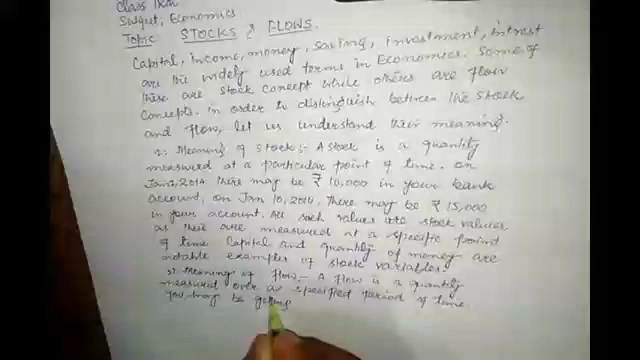 Class IXth
Subject, Economics
Topic STOCKS & FLOWS.
Capital, income, money, saving, investment, intrest
are the widely used terms in Economics. Some of
these are stock concept while others are flow
concepts. in order to distinguish between the stock
and flow, let us understand their meaning.
Meaning of stock:- A stock is a quantity
measured at a particular point of time. on
Jan 1, 2014 there may be ₹ 10,000 in your bank
account, on Jan 10, 2014. There may be ₹ 15,000
in your account. All such values are stock values,
as these are measured at a specific point
of time Capital and quantity of money are
notable examples of stock variables.
Meaning of flow:- A flow is a quantity
measured over a specified period of time.
you may be getting